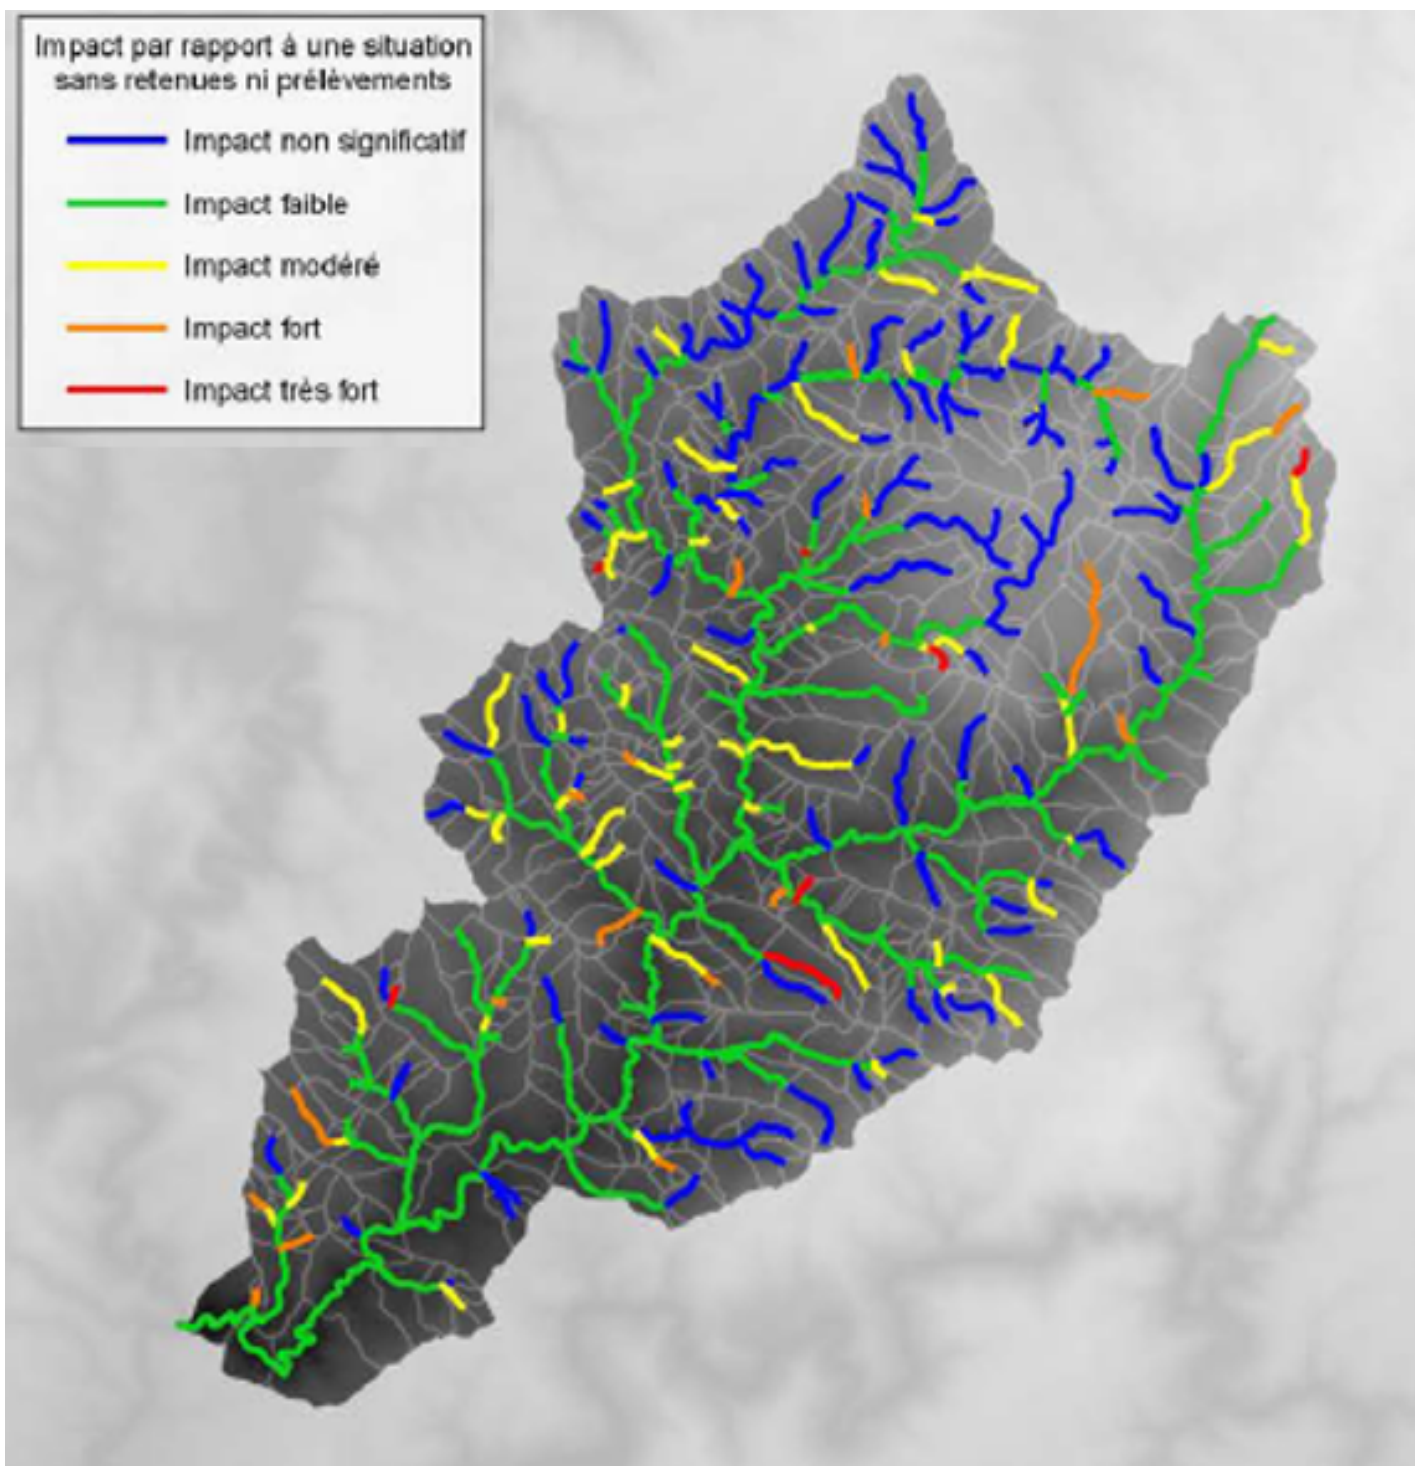 Impact par rapport à une situation
sans retenues ni prélèvements
Impact non significatif
Impact faible
Impact modéré
Impact fort
Impact très fort